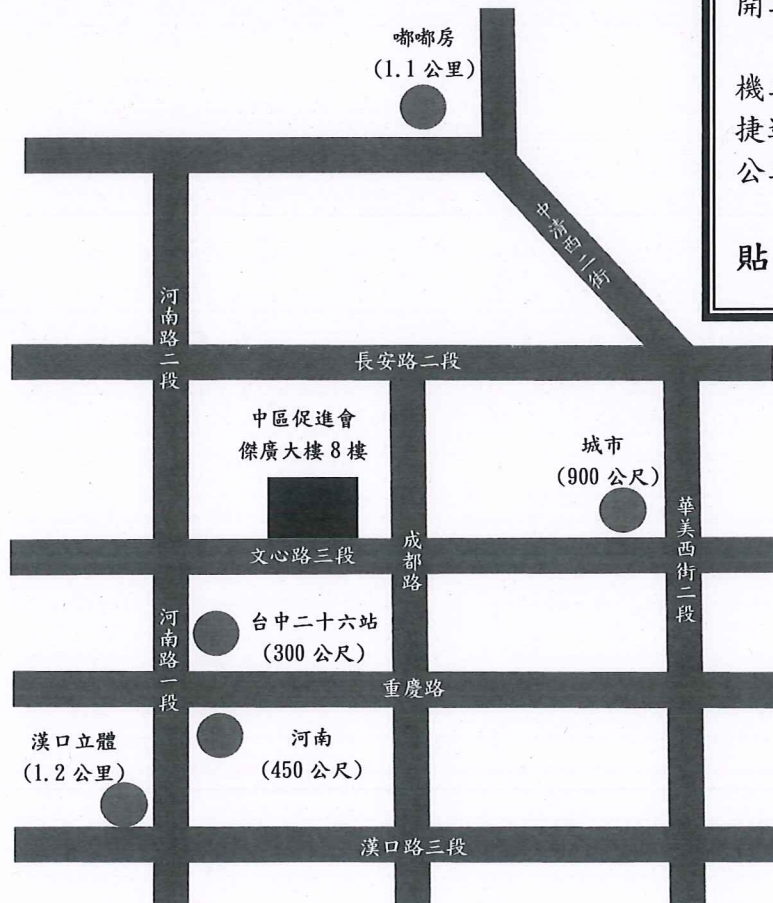 嘟嘟房
(1.1 公里)
開
機
捷
公
貼
中清西二街
河南路二段
長安路二段
中區促進會
傑廣大樓 8 樓
城市
(900 公尺)
華美西街二段
文心路三段
成都路
河南路一段
台中二十六站
(300 公尺)
重慶路
漢口立體
(1.2 公里)
河南
(450 公尺)
漢口路三段